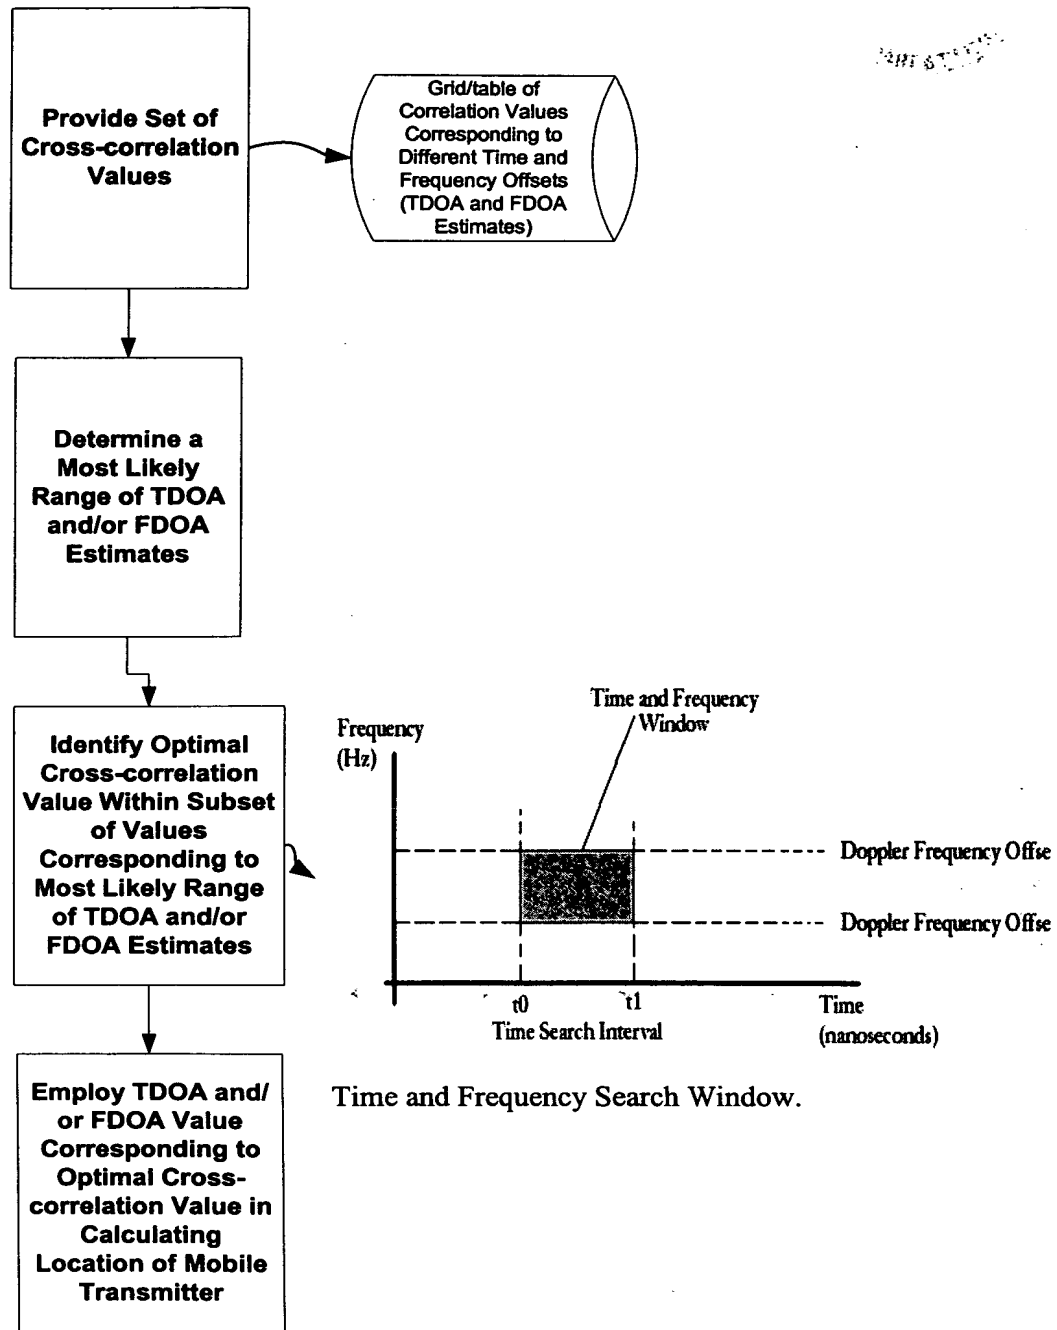 Provide Set of
Cross-correlation
Values
Grid/table of
Correlation Values
Corresponding to
Different Time and
Frequency Offsets
(TDOA and FDOA
Estimates)
Determine a
Most Likely
Range of TDOA
and/or FDOA
Estimates
Identify Optimal
Cross-correlation
Value Within Subset
of Values
Corresponding to
Most Likely Range
of TDOA and/or
FDOA Estimates
Time and Frequency
Window
Frequency
(Hz)
Doppler Frequency Offse
Doppler Frequency Offse
t0
t1
Time
Time Search Interval
(nanoseconds)
Time and Frequency Search Window.
Employ TDOA and/
or FDOA Value
Corresponding to
Optimal Cross-
correlation Value in
Calculating
Location of Mobile
Transmitter